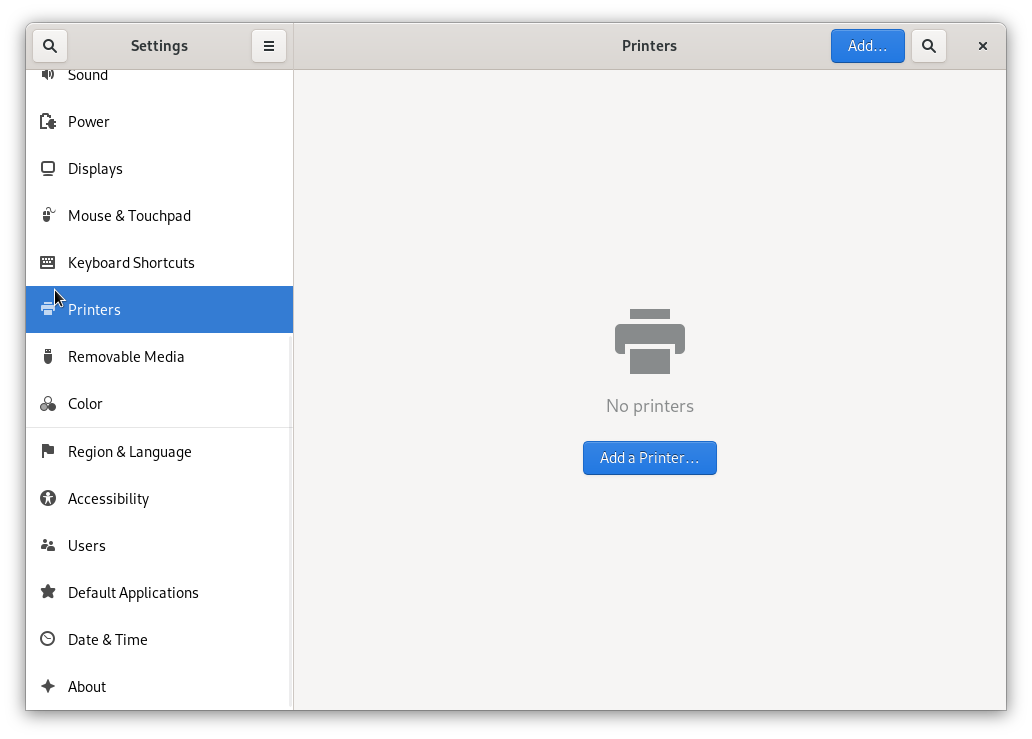 Settings
Printers
Add…
Sound
Power
Displays
Mouse & Touchpad
Keyboard Shortcuts
Printers
Removable Media
Color
Region & Language
Accessibility
Users
Default Applications
Date & Time
About
No printers
Add a Printer…